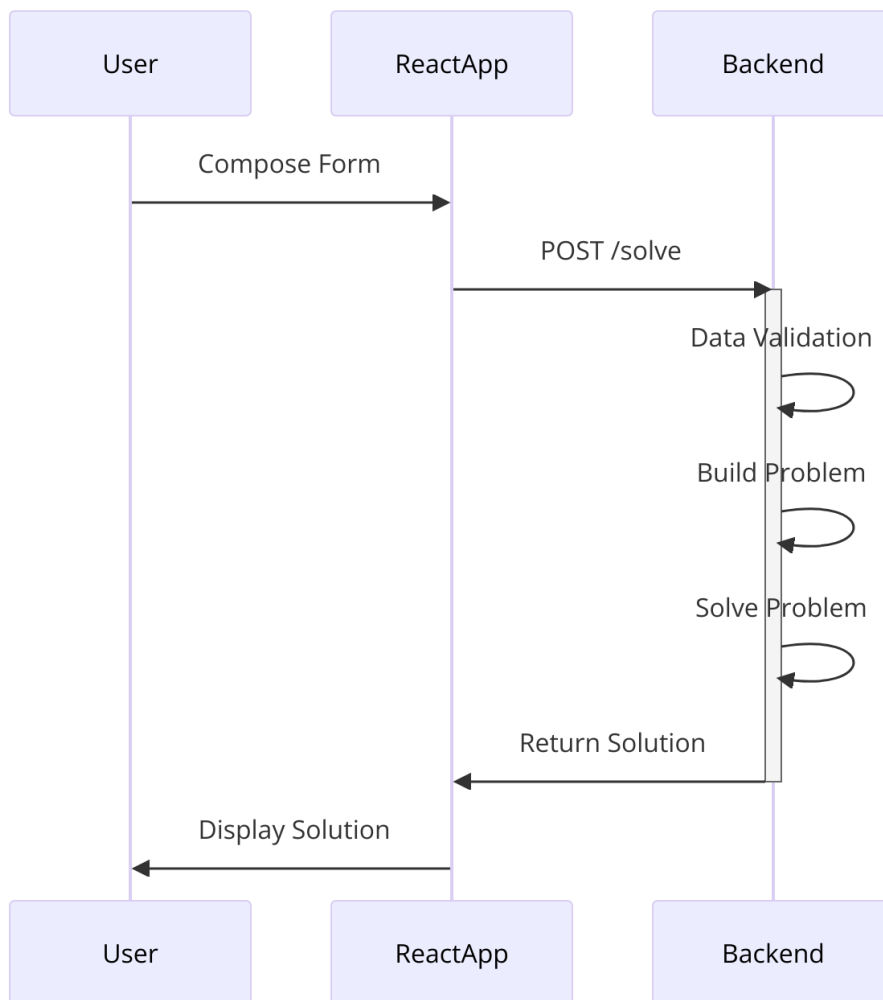 User
ReactApp
Backend
Compose Form
POST /solve
Data Validation
Build Problem
Solve Problem
Return Solution
Display Solution
User
ReactApp
Backend